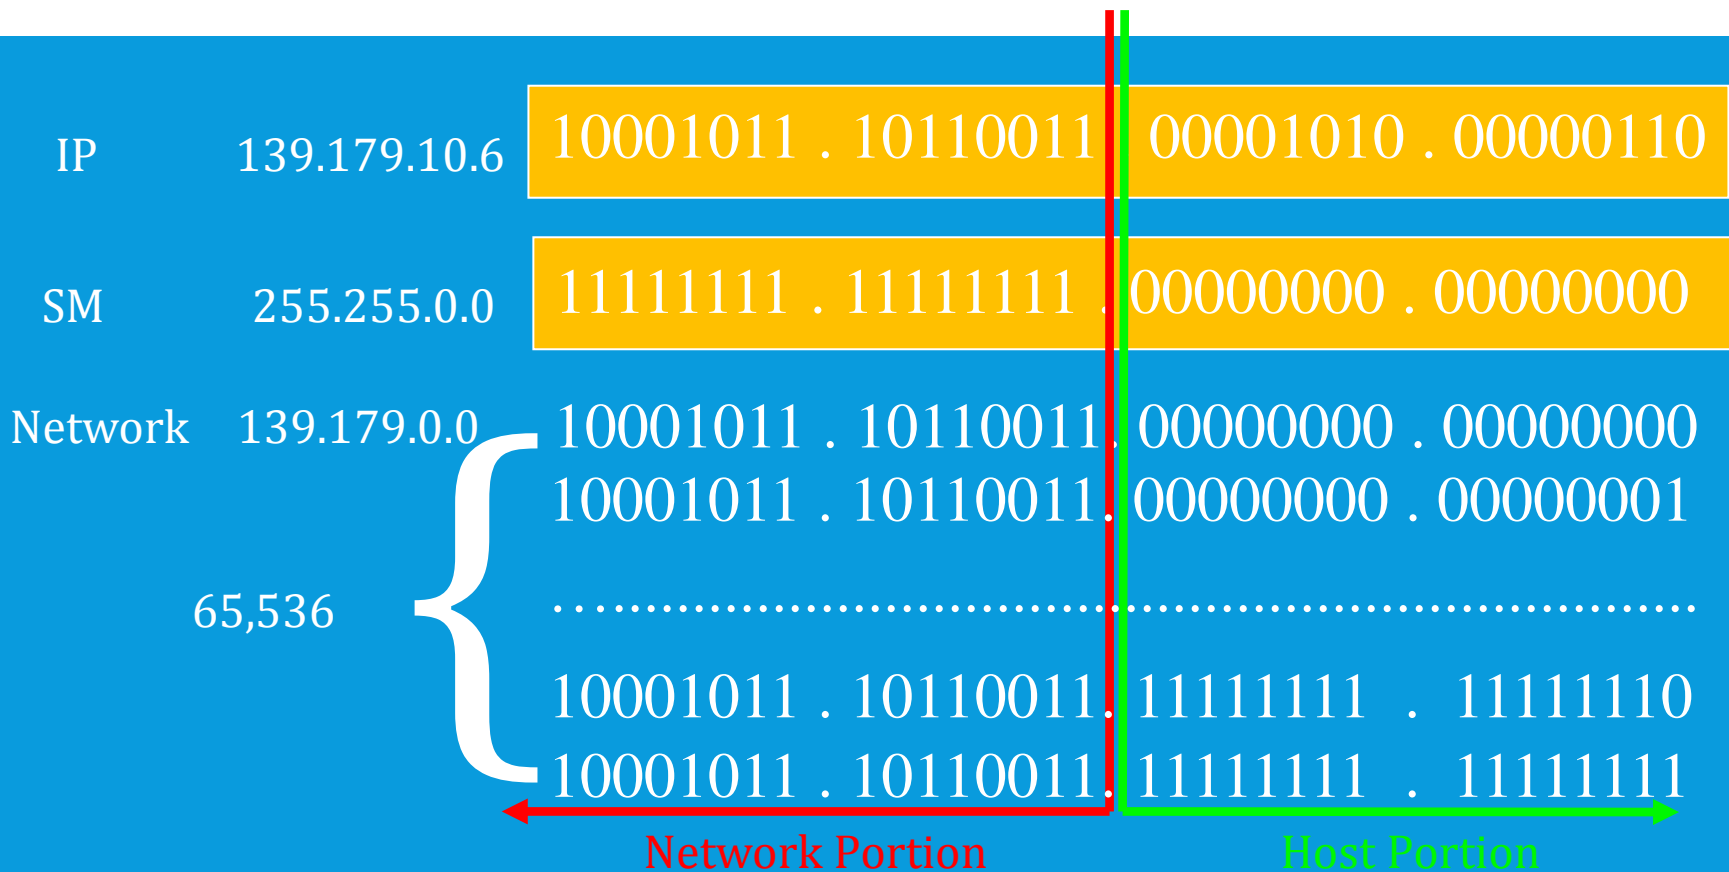 IP 139.179.10.6 10001011 . 10110011 00001010 . 00000110
SM 255.255.0.0 11111111 . 11111111 . 00000000 . 00000000
Network 139.179.0.0 10001011 . 10110011. 00000000 . 00000000
10001011 . 10110011. 00000000 . 00000001
65,536 { ................................................................
10001011 . 10110011. 11111111 . 11111110
10001011 . 10110011. 11111111 . 11111111
Network Portion Host Portion